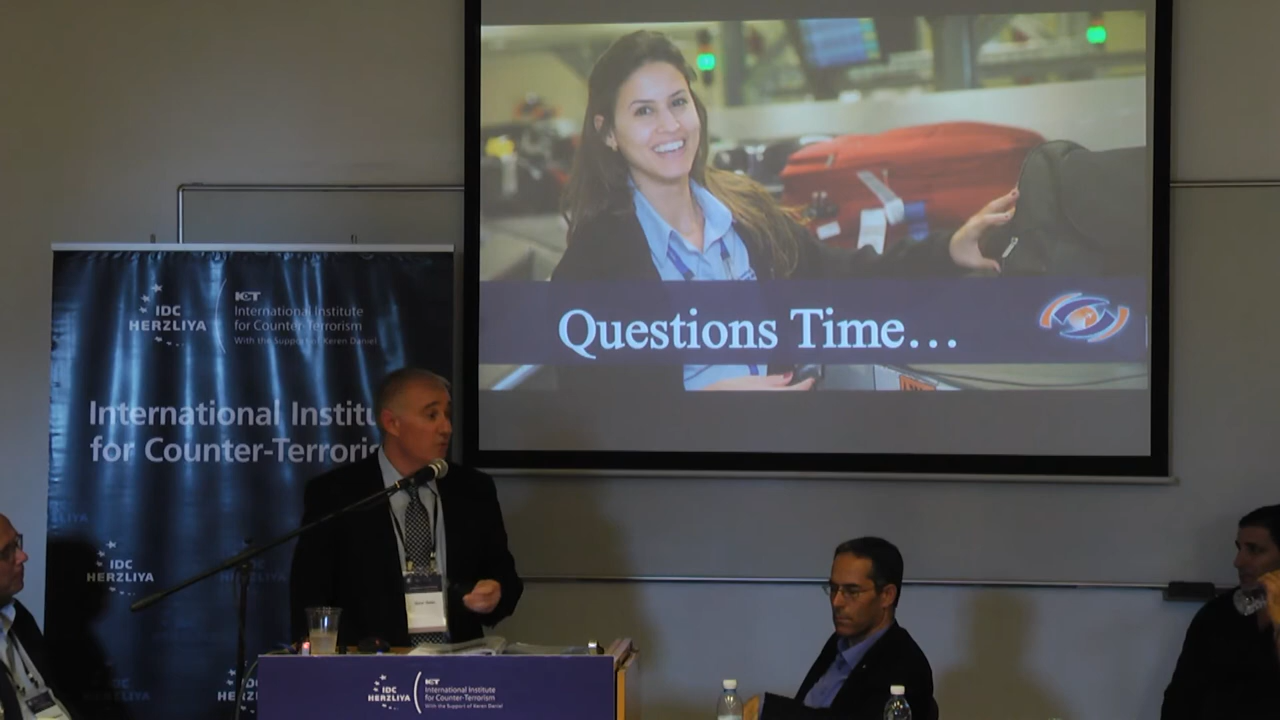 Questions Time...
IDC
HERZLIYA
ICT
International Institute
for Counter-Terrorism
With the Support of Keren Daniel
International Institu
for Counter-Terroris
IDC
HERZLIYA
IDC
HERZLIYA
ICT
International Institute
for Counter-Terrorism
With the Support of Keren Daniel